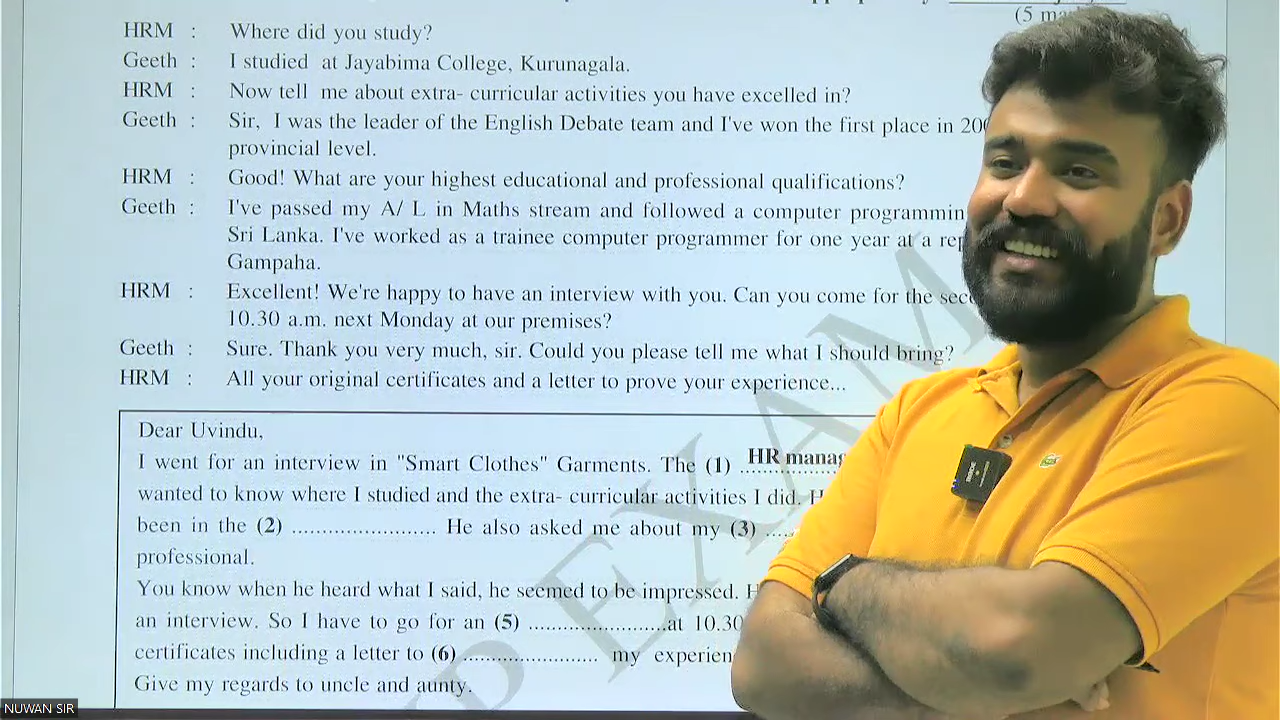 (5
HRM : Where did you study?
Geeth : I studied at Jayabima College, Kurunagala.
HRM : Now tell me about extra- curricular activities you have excelled in?
Geeth : Sir, I was the leader of the English Debate team and I've won the first place in
provincial level.
HRM : Good! What are your highest educational and professional qualifications?
Geeth : I've passed my A/ L in Maths stream and followed a computer
Sri Lanka. I've worked as a trainee computer programmer for one year at a
Gampaha.
HRM : Excellent! We're happy to have an interview with you. Can you come for the
10.30 a.m. next Monday at our premises?
Geeth : Sure. Thank you very much, sir. Could you please tell me what I should bring?
HRM : All your original certificates and a letter to prove your experience...
Dear Uvindu,
I went for an interview in "Smart Clothes" Garments. The (1) HR
wanted to know where I studied and the extra- curricular activities I did.
been in the (2) ........................ He also asked me about my (3) .....
professional.
You know when he heard what I said, he seemed to be impressed.
an interview. So I have to go for an (5) .......................at 10.30
certificates including a letter to (6) ....................... my
Give my regards to uncle and aunty.
EXAM
NUWAN SIR